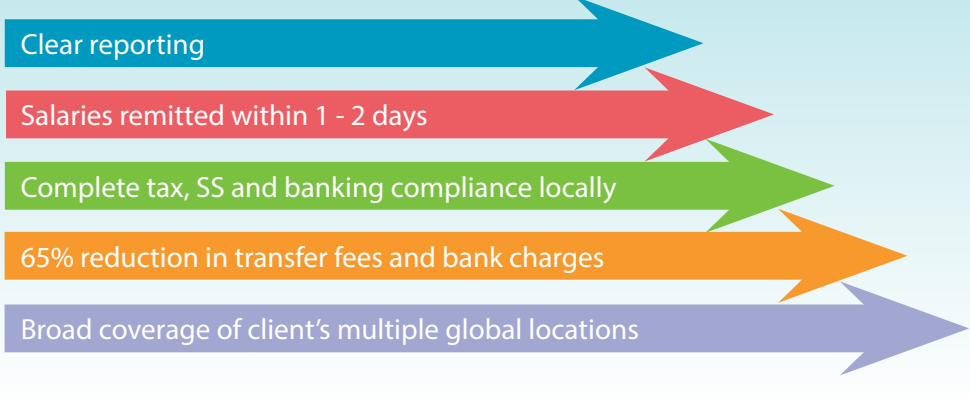 Clear reporting
Salaries remitted within 1 - 2 days
Complete tax, SS and banking compliance locally
65% reduction in transfer fees and bank charges
Broad coverage of client’s multiple global locations